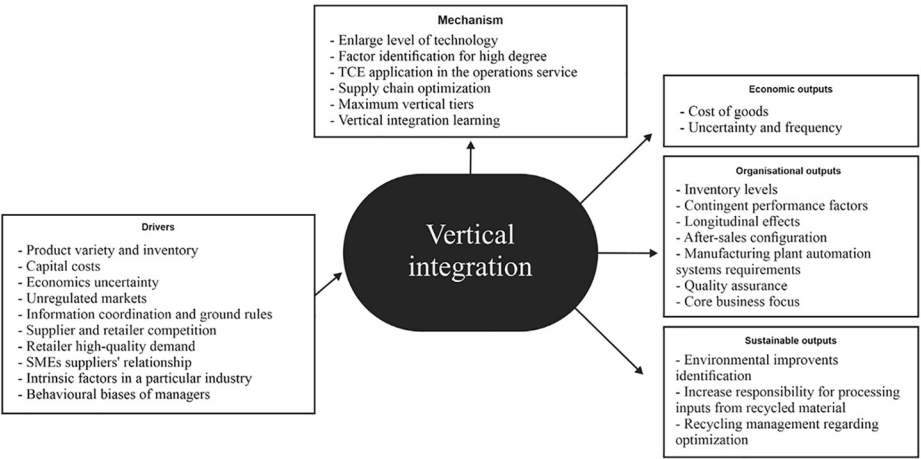 Mechanism
- Enlarge level of technology
- Factor identification for high degree
- TCE application in the operations service
- Supply chain optimization
- Maximum vertical tiers
- Vertical integration learning
Economic outputs
- Cost of goods
- Uncertainty and frequency
Organisational outputs
- Inventory levels
- Contingent performance factors
- Longitudinal effects
- After-sales configuration
- Manufacturing plant automation
systems requirements
- Quality assurance
- Core business focus
Drivers
- Product variety and inventory
- Capital costs
- Economics uncertainty
- Unregulated markets
- Information coordination and ground rules
- Supplier and retailer competition
- Retailer high-quality demand
- SMEs suppliers' relationship
- Intrinsic factors in a particular industry
- Behavioural biases of managers
Vertical
integration
Sustainable outputs
- Environmental improvents
identification
- Increase responsibility for processing
inputs from recycled material
- Recycling management regarding
optimization